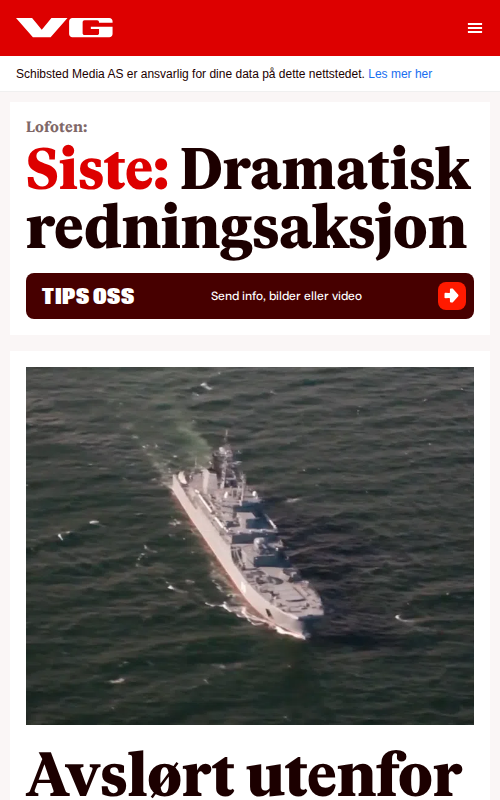 VG
Schibsted Media AS er ansvarlig for dine data på dette nettstedet. Les mer her
Lofoten:
Siste: Dramatisk
redningsaksjon
TIPS OSS Send info, bilder eller video
Avslørt utenfor